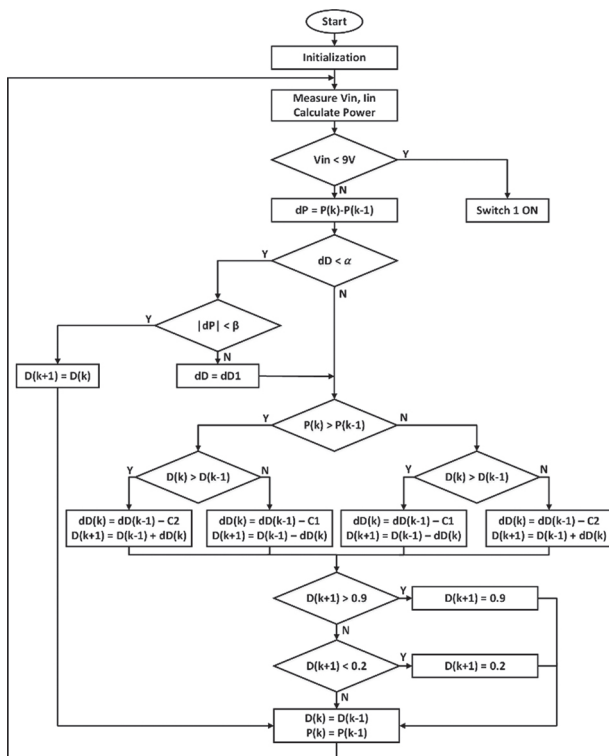 Start
Initialization
Measure Vin, Iin
Calculate Power
Vin < 9V
Y
N
dP = P(k)-P(k-1)
Switch 1 ON
dD < α
Y
N
|dP| < β
Y
N
D(k+1) = D(k)
dD = dD1
P(k) > P(k-1)
Y
N
D(k) > D(k-1)
Y
N
D(k) > D(k-1)
Y
N
dD(k) = dD(k-1) – C2
D(k+1) = D(k-1) + dD(k)
dD(k) = dD(k-1) – C1
D(k+1) = D(k-1) – dD(k)
dD(k) = dD(k-1) – C1
D(k+1) = D(k-1) – dD(k)
dD(k) = dD(k-1) – C2
D(k+1) = D(k-1) + dD(k)
D(k+1) > 0.9
Y
D(k+1) = 0.9
N
D(k+1) < 0.2
Y
D(k+1) = 0.2
N
D(k) = D(k-1)
P(k) = P(k-1)